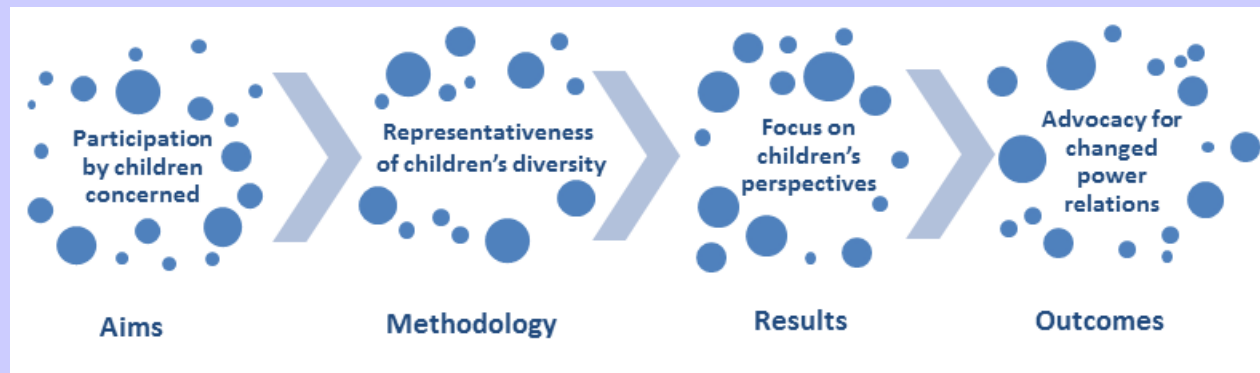 Participation
by children
concerned
Representativeness
of children's diversity
Focus on
children's
perspectives
Advocacy for
changed
power
relations
Aims
Methodology
Results
Outcomes